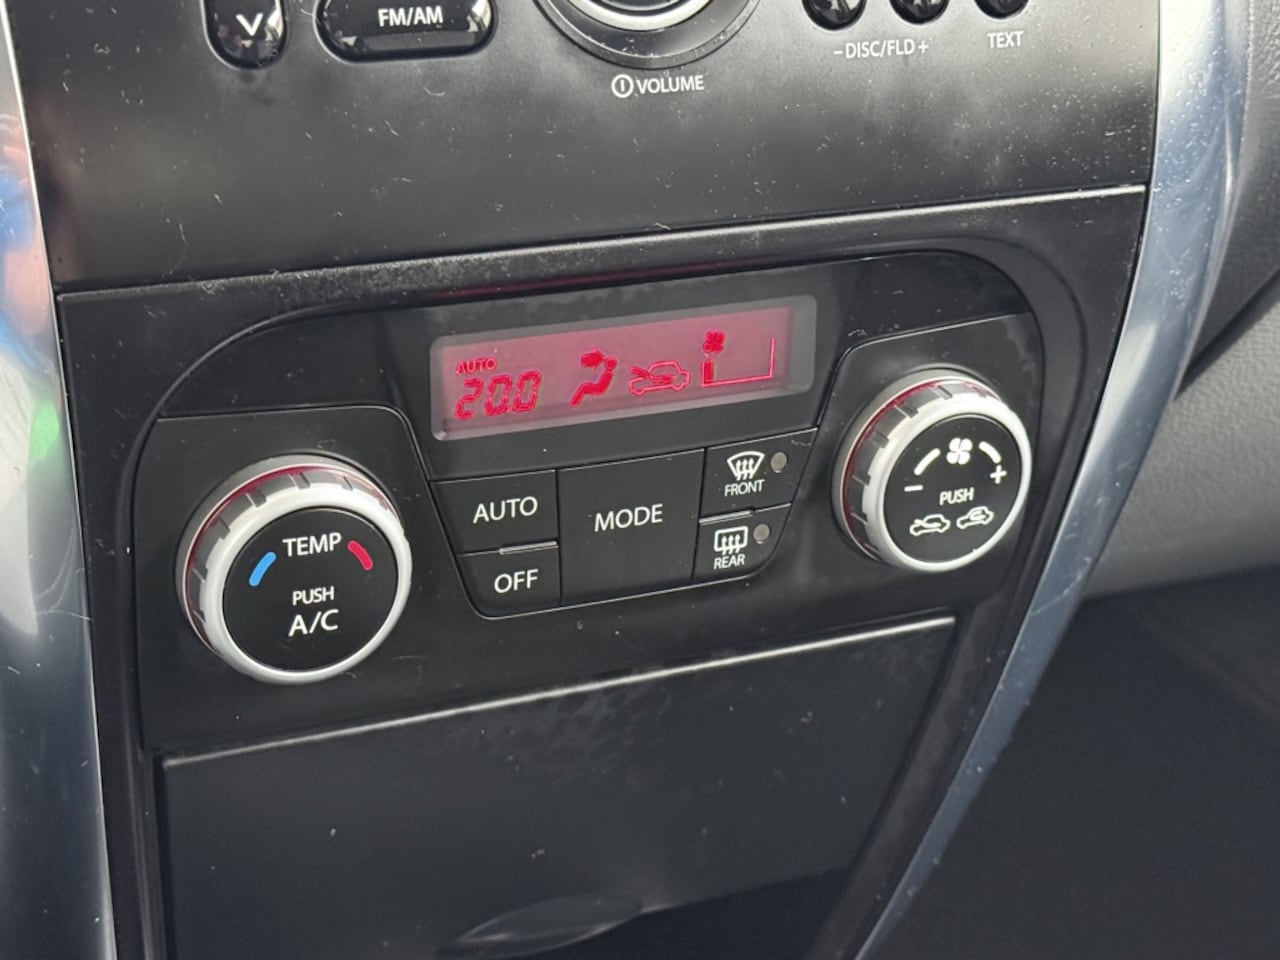 FM/AM
VOLUME
– DISC/FLD +
TEXT
AUTO
20.0
TEMP
PUSH
A/C
AUTO
OFF
MODE
FRONT
REAR
– +
PUSH